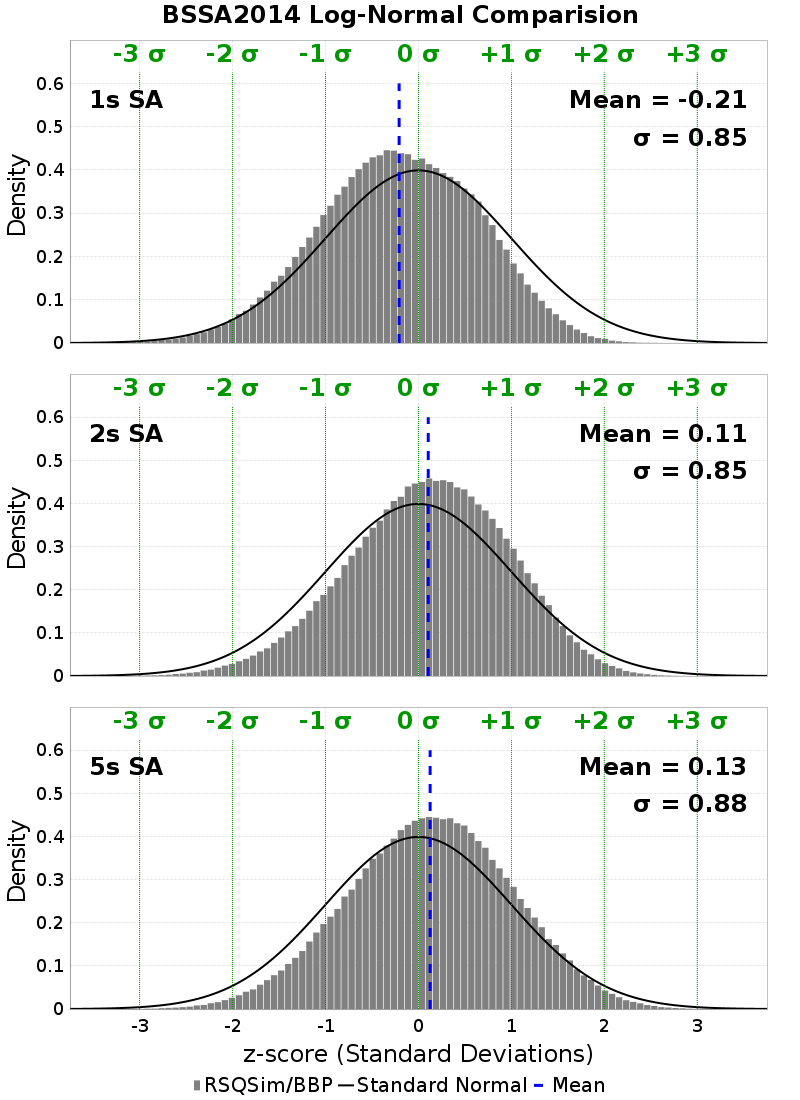 BSSA2014 Log-Normal Comparision
-3 σ -2 σ -1 σ 0 σ +1 σ +2 σ +3 σ
0.6
1s SA Mean = -0.21
0.5
σ = 0.85
0.4
Density
0.3
0.2
0.1
0
-3 σ -2 σ -1 σ 0 σ +1 σ +2 σ +3 σ
0.6
2s SA Mean = 0.11
0.5
σ = 0.85
0.4
Density
0.3
0.2
0.1
0
-3 σ -2 σ -1 σ 0 σ +1 σ +2 σ +3 σ
0.6
5s SA Mean = 0.13
0.5
σ = 0.88
0.4
Density
0.3
0.2
0.1
0
-3 -2 -1 0 1 2 3
z-score (Standard Deviations)
RSQSim/BBP Standard Normal Mean